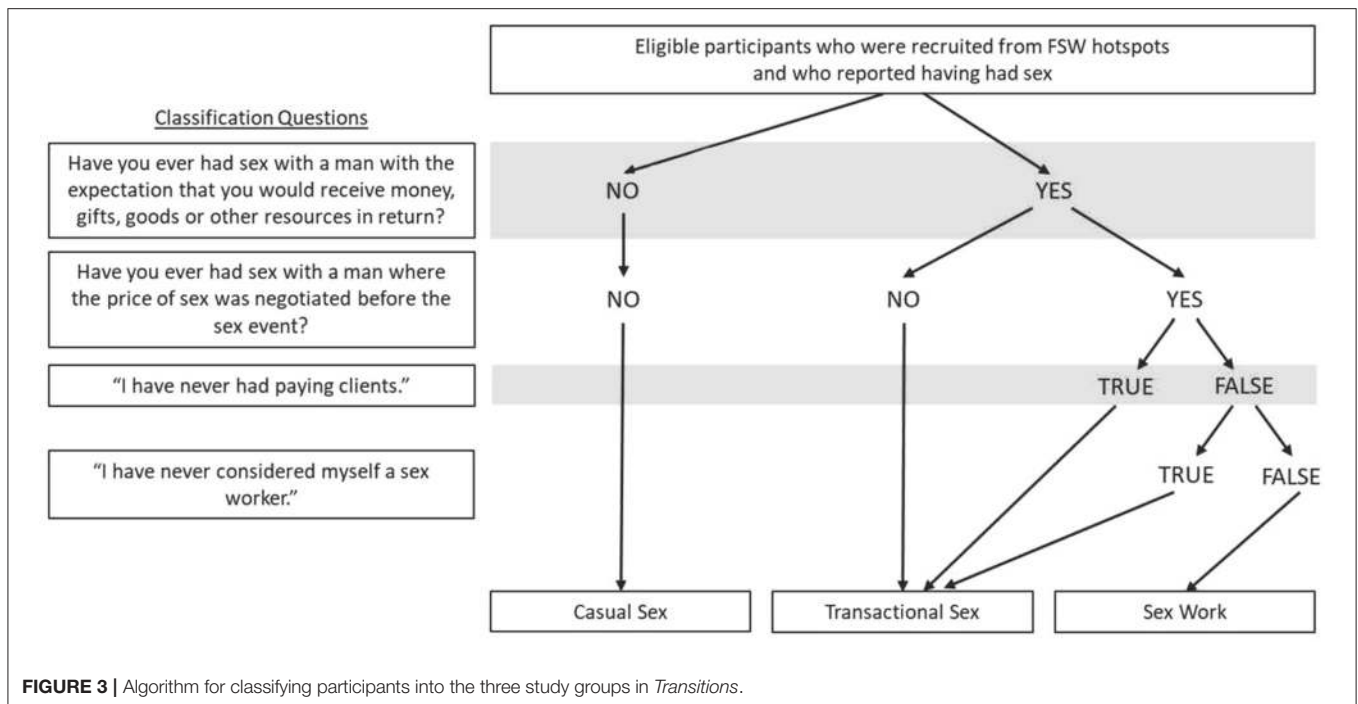 Eligible participants who were recruited from FSW hotspots
and who reported having had sex
Classification Questions
Have you ever had sex with a man with the
expectation that you would receive money,
gifts, goods or other resources in return?
NO
YES
Have you ever had sex with a man where
the price of sex was negotiated before the
sex event?
NO
NO
YES
“I have never had paying clients.”
TRUE
FALSE
“I have never considered myself a sex
worker.”
TRUE
FALSE
Casual Sex
Transactional Sex
Sex Work
FIGURE 3 | Algorithm for classifying participants into the three study groups in Transitions.